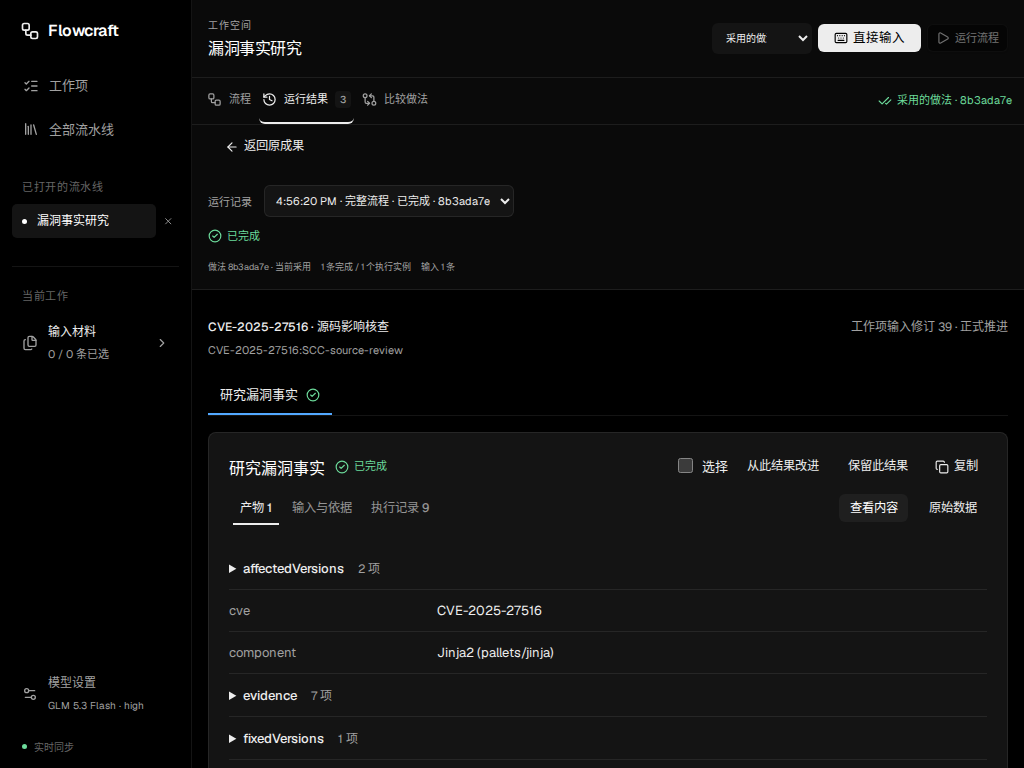 Flowcraft
工作项
全部流水线
已打开的流水线
漏洞事实研究
当前工作
输入材料
0 / 0 条已选
模型设置
GLM 5.3 Flash · high
实时同步
工作空间
漏洞事实研究
采用的做
直接输入
运行流程
流程
运行结果 3
比较做法
采用的做法 · 8b3ada7e
返回原成果
运行记录
4:56:20 PM · 完整流程 · 已完成 · 8b3ada7e
已完成
做法 8b3ada7e · 当前采用 1 条完成 / 1 个执行实例 输入 1 条
CVE-2025-27516 · 源码影响核查
工作项输入修订 39 · 正式推进
CVE-2025-27516:SCC-source-review
研究漏洞事实
研究漏洞事实 已完成
选择
从此结果改进
保留此结果
复制
产物 1
输入与依据
执行记录 9
查看内容
原始数据
affectedVersions 2 项
cve CVE-2025-27516
component Jinja2 (pallets/jinja)
evidence 7 项
fixedVersions 1 项